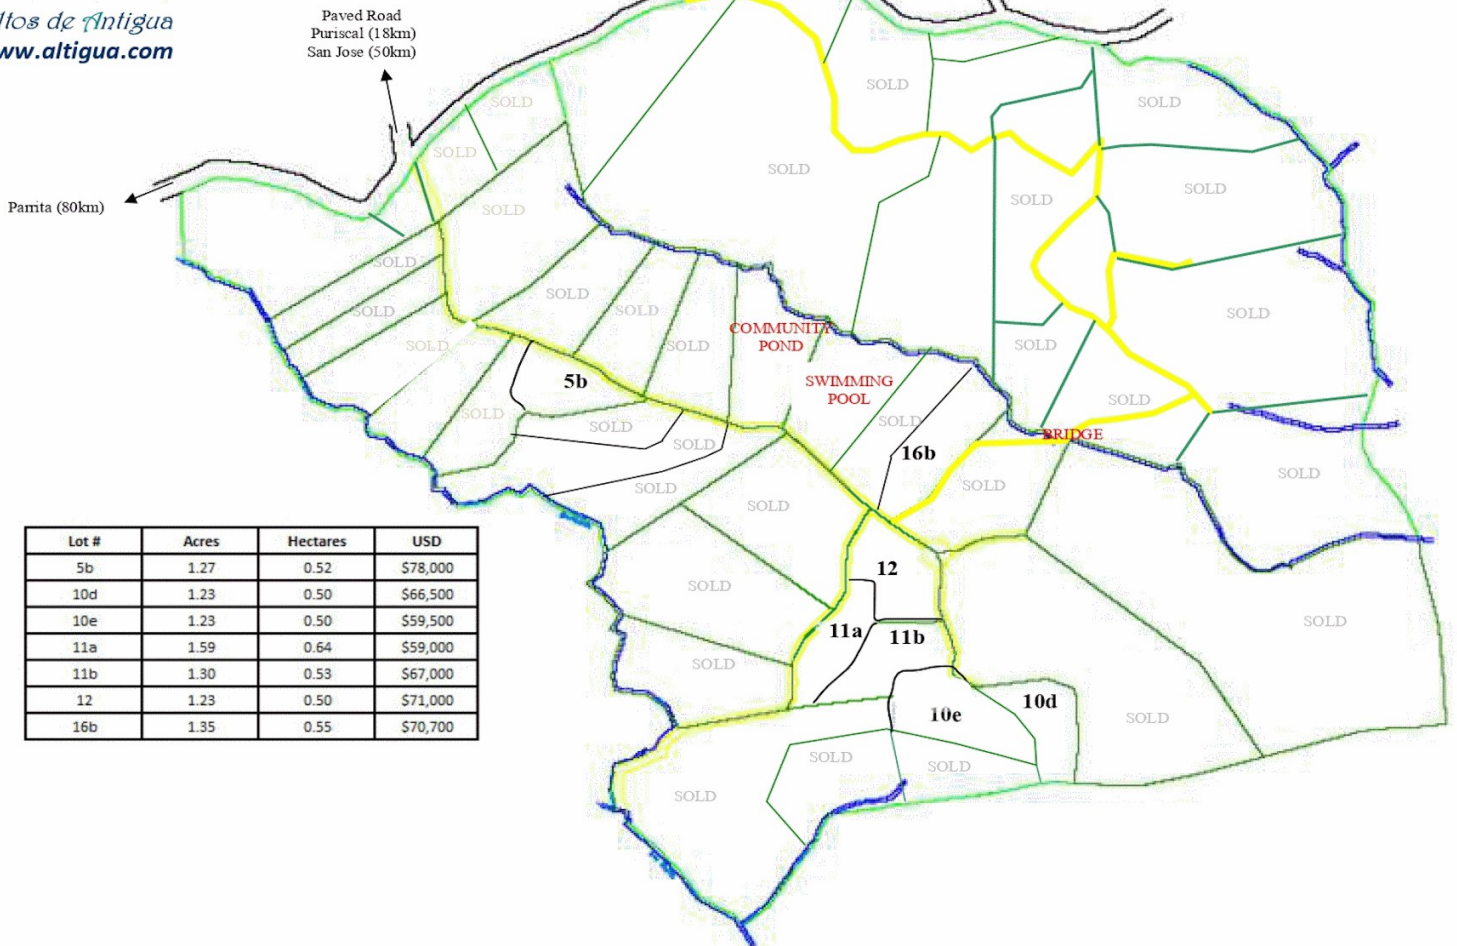 ltos de Antigua
ww.altigua.com
Paved Road
Puriscal (18km)
San Jose (50km)
Parrita (80km)
SOLD
SOLD
SOLD
SOLD
SOLD
SOLD
SOLD
SOLD
SOLD
SOLD
SOLD
SOLD
SOLD
COMMUNITY
POND
SOLD
SOLD
SOLD
SWIMMING
POOL
5b
SOLD
SOLD
SOLD
SOLD
BRIDGE
SOLD
16b
SOLD
SOLD
SOLD
SOLD
Lot # Acres Hectares USD
5b 1.27 0.52 $78,000
10d 1.23 0.50 $66,500
10e 1.23 0.50 $59,500
11a 1.59 0.64 $59,000
11b 1.30 0.53 $67,000
12 1.23 0.50 $71,000
16b 1.35 0.55 $70,700
12
SOLD
SOLD
11a
11b
SOLD
10d
10e
SOLD
SOLD
SOLD
SOLD